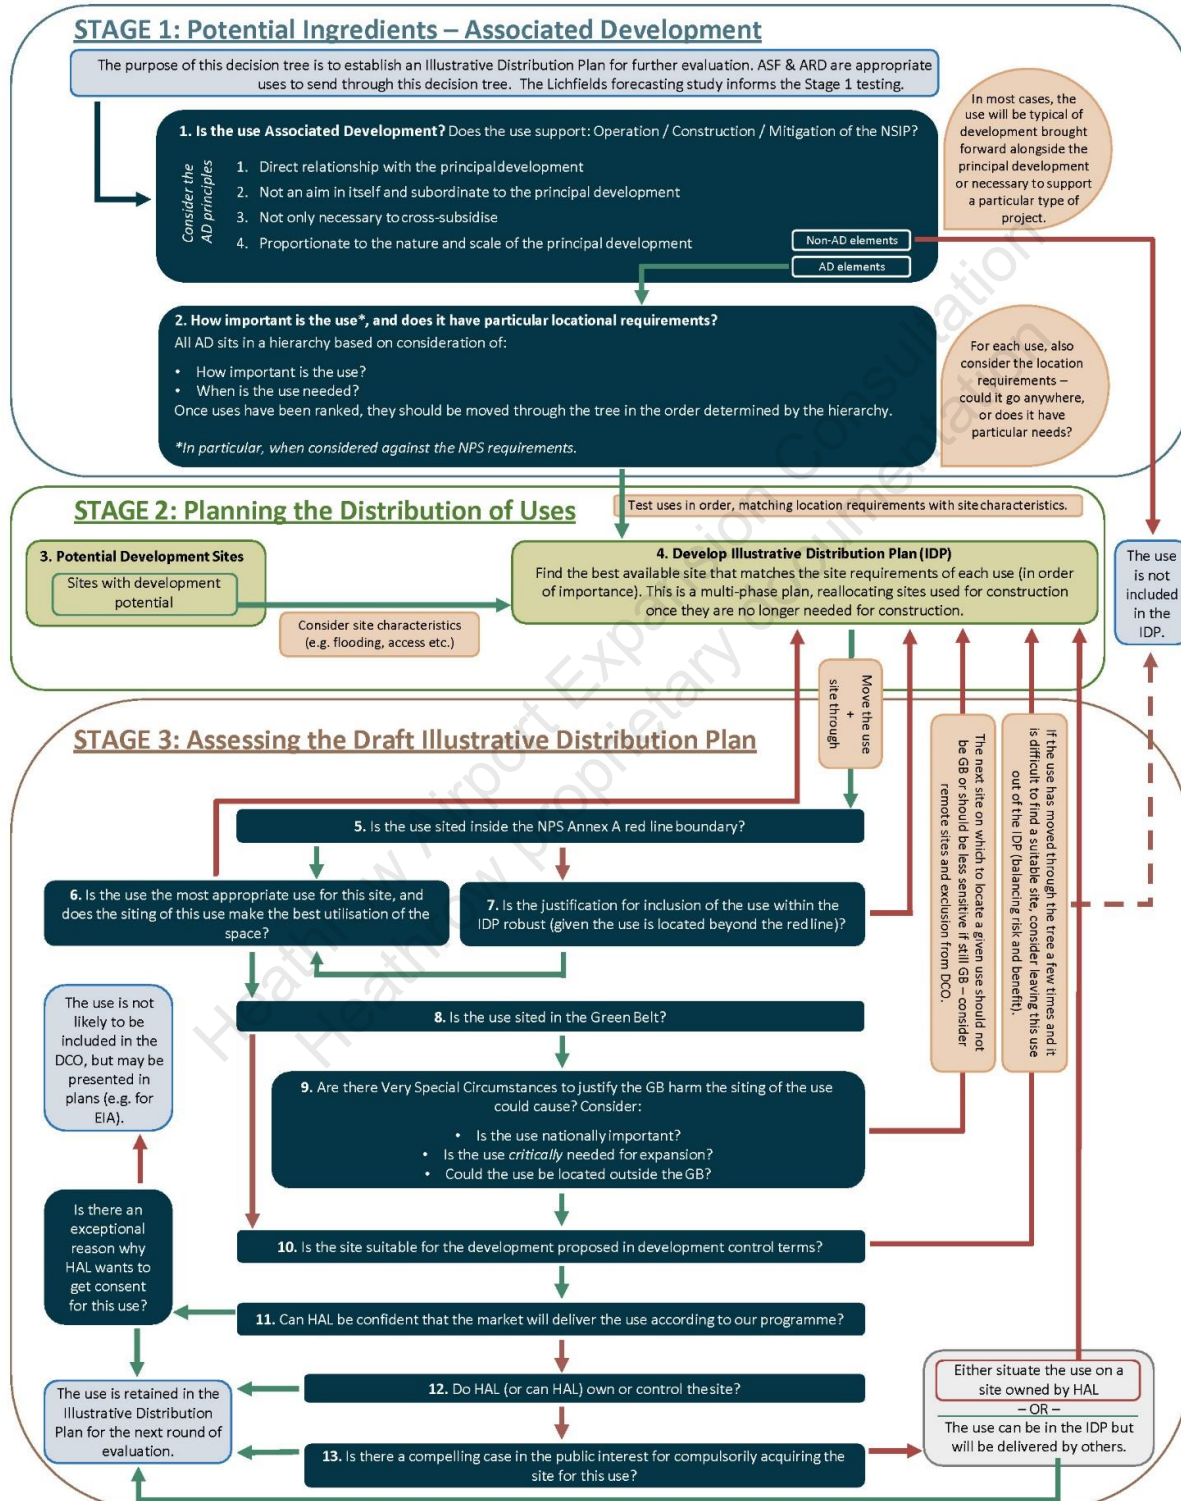 STAGE 1: Potential Ingredients – Associated Development
The purpose of this decision tree is to establish an Illustrative Distribution Plan for further evaluation. ASF & ARD are appropriate
uses to send through this decision tree. The Lichfields forecasting study informs the Stage 1 testing.
In most cases, the
use will be typical of
development brought
forward alongside the
principal development
or necessary to support
a particular type of
project.
1. Is the use Associated Development? Does the use support: Operation / Construction / Mitigation of the NSIP?
Consider the
AD principles
1. Direct relationship with the principal development
2. Not an aim in itself and subordinate to the principal development
3. Not only necessary to cross-subsidise
4. Proportionate to the nature and scale of the principal development
Non-AD elements
AD elements
2. How important is the use*, and does it have particular locational requirements?
All AD sits in a hierarchy based on consideration of:
• How important is the use?
• When is the use needed?
Once uses have been ranked, they should be moved through the tree in the order determined by the hierarchy.
*In particular, when considered against the NPS requirements.
For each use, also
consider the location
requirements –
could it go anywhere,
or does it have
particular needs?
STAGE 2: Planning the Distribution of Uses
Test uses in order, matching location requirements with site characteristics.
3. Potential Development Sites
Sites with development
potential
Consider site characteristics
(e.g. flooding, access etc.)
4. Develop Illustrative Distribution Plan (IDP)
Find the best available site that matches the site requirements of each use (in order
of importance). This is a multi-phase plan, reallocating sites used for construction
once they are no longer needed for construction.
The use
is not
included
in the
IDP.
Move the use
+
site through
The next site on which to locate a given use should not
be GB or should be less sensitive if still GB – consider
remote sites and exclusion from DCO.
If the use has moved through the tree a few times and it
is difficult to find a suitable site, consider leaving this use
out of the IDP (balancing risk and benefit).
STAGE 3: Assessing the Draft Illustrative Distribution Plan
5. Is the use sited inside the NPS Annex A red line boundary?
6. Is the use the most appropriate use for this site, and
does the siting of this use make the best utilisation of the
space?
7. Is the justification for inclusion of the use within the
IDP robust (given the use is located beyond the red line)?
8. Is the use sited in the Green Belt?
The use is not
likely to be
included in the
DCO, but may be
presented in
plans (e.g. for
EIA).
9. Are there Very Special Circumstances to justify the GB harm the siting of the use
could cause? Consider:
• Is the use nationally important?
• Is the use critically needed for expansion?
• Could the use be located outside the GB?
Is there an
exceptional
reason why
HAL wants to
get consent
for this use?
10. Is the site suitable for the development proposed in development control terms?
11. Can HAL be confident that the market will deliver the use according to our programme?
12. Do HAL (or can HAL) own or control the site?
The use is retained in the
Illustrative Distribution
Plan for the next round of
evaluation.
13. Is there a compelling case in the public interest for compulsorily acquiring the
site for this use?
Either situate the use on a
site owned by HAL
– OR –
The use can be in the IDP but
will be delivered by others.
Heathrow Airport Expansion Consultation
Heathrow proprietary documentation